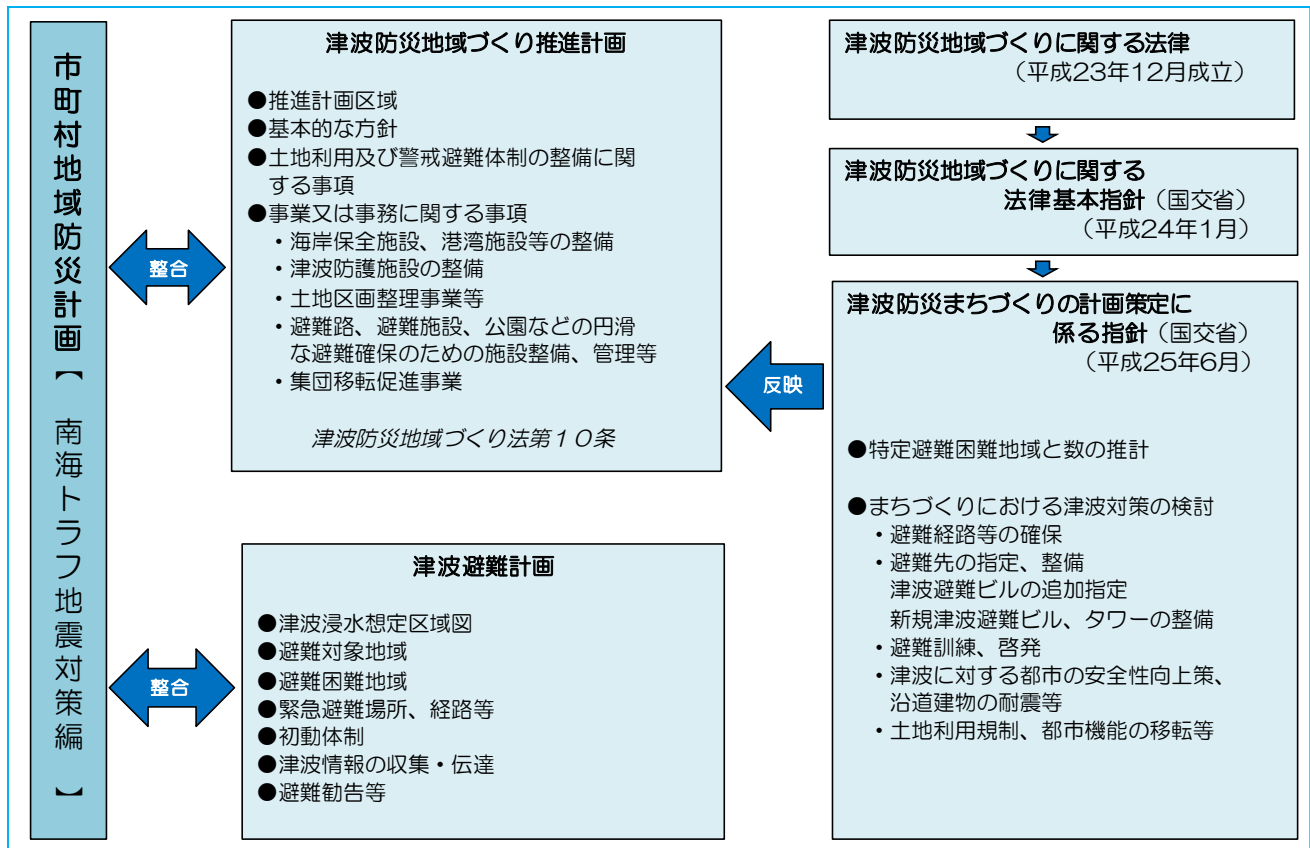 市町村地域防災計画【 南海トラフ地震対策編 】
津波防災地域づくり推進計画
●推進計画区域
●基本的な方針
●土地利用及び警戒避難体制の整備に関
する事項
●事業又は事務に関する事項
・海岸保全施設、港湾施設等の整備
・津波防護施設の整備
・土地区画整理事業等
・避難路、避難施設、公園などの円滑
な避難確保のための施設整備、管理等
・集団移転促進事業
津波防災地域づくり法第10条
整合
津波避難計画
●津波浸水想定区域図
●避難対象地域
●避難困難地域
●緊急避難場所、経路等
●初動体制
●津波情報の収集・伝達
●避難勧告等
整合
津波防災地域づくりに関する法律
（平成23年12月成立）
津波防災地域づくりに関する
法律基本指針（国交省）
（平成24年1月）
津波防災まちづくりの計画策定に
係る指針（国交省）
（平成25年6月）
●特定避難困難地域と数の推計
●まちづくりにおける津波対策の検討
・避難経路等の確保
・避難先の指定、整備
津波避難ビルの追加指定
新規津波避難ビル、タワーの整備
・避難訓練、啓発
・津波に対する都市の安全性向上策、
沿道建物の耐震等
・土地利用規制、都市機能の移転等
反映